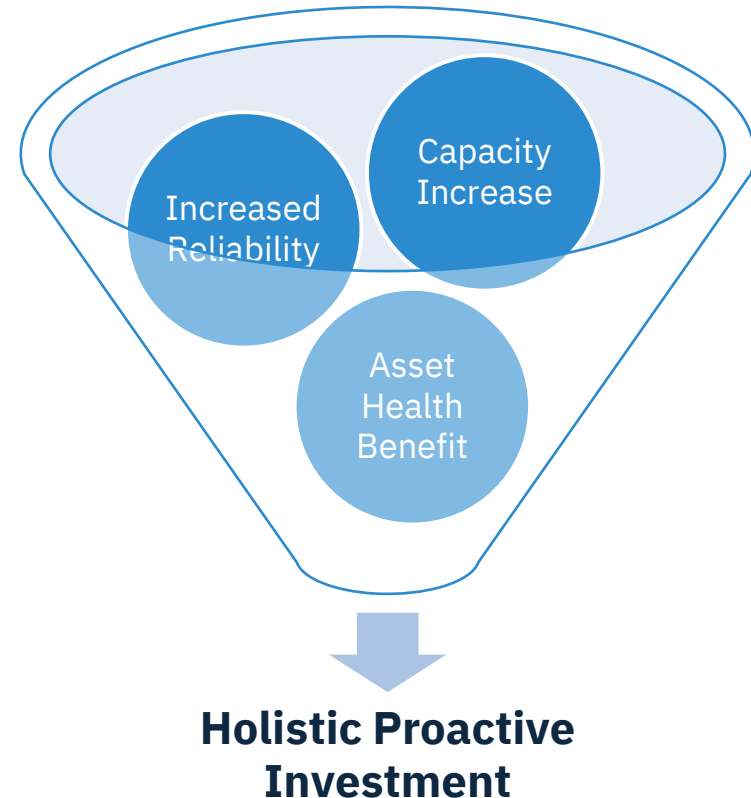 Capacity
Increase
Increased
Reliability
Asset
Health
Benefit
Holistic Proactive
Investment